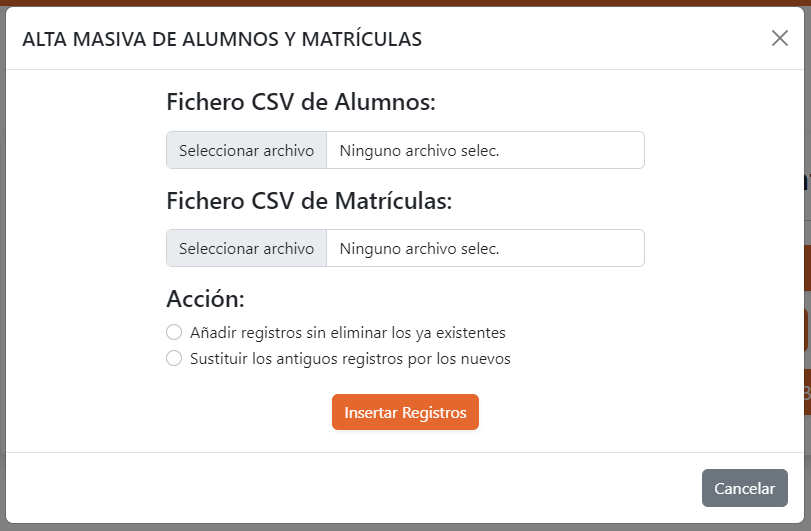 ALTA MASIVA DE ALUMNOS Y MATRÍCULAS
Fichero CSV de Alumnos:
Seleccionar archivo Ninguno archivo selec.
Fichero CSV de Matrículas:
Seleccionar archivo Ninguno archivo selec.
Acción:
Añadir registros sin eliminar los ya existentes
Sustituir los antiguos registros por los nuevos
Insertar Registros
Cancelar